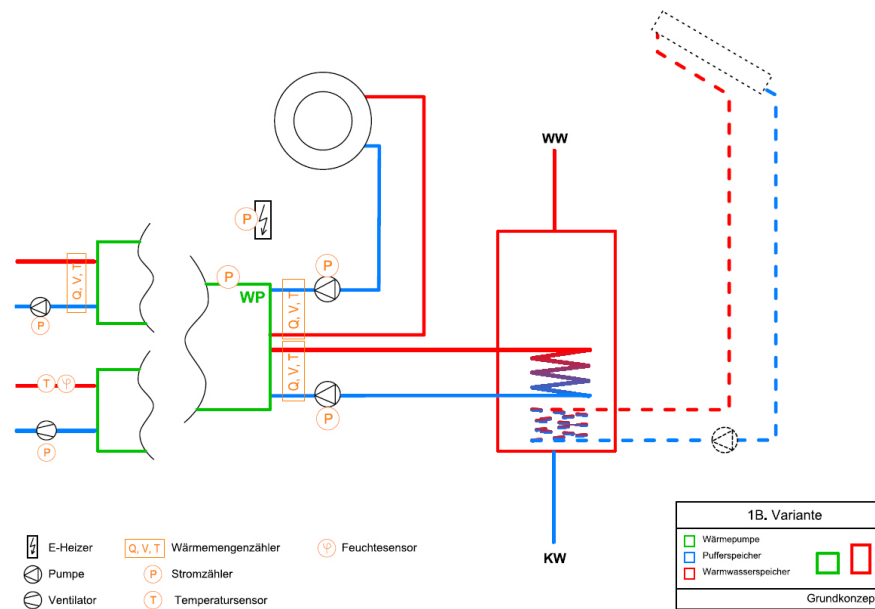 WW
P
P
Q, V, T
P
WP
Q, V, T
P
Q, V, T
T φ
P
P
KW
E-Heizer
Q, V, T Wärmemengenzähler
φ Feuchtesensor
Pumpe
P Stromzähler
Ventilator
T Temperatursensor
1B. Variante
Wärmepumpe
Pufferspeicher
Warmwasserspeicher
Grundkonzep